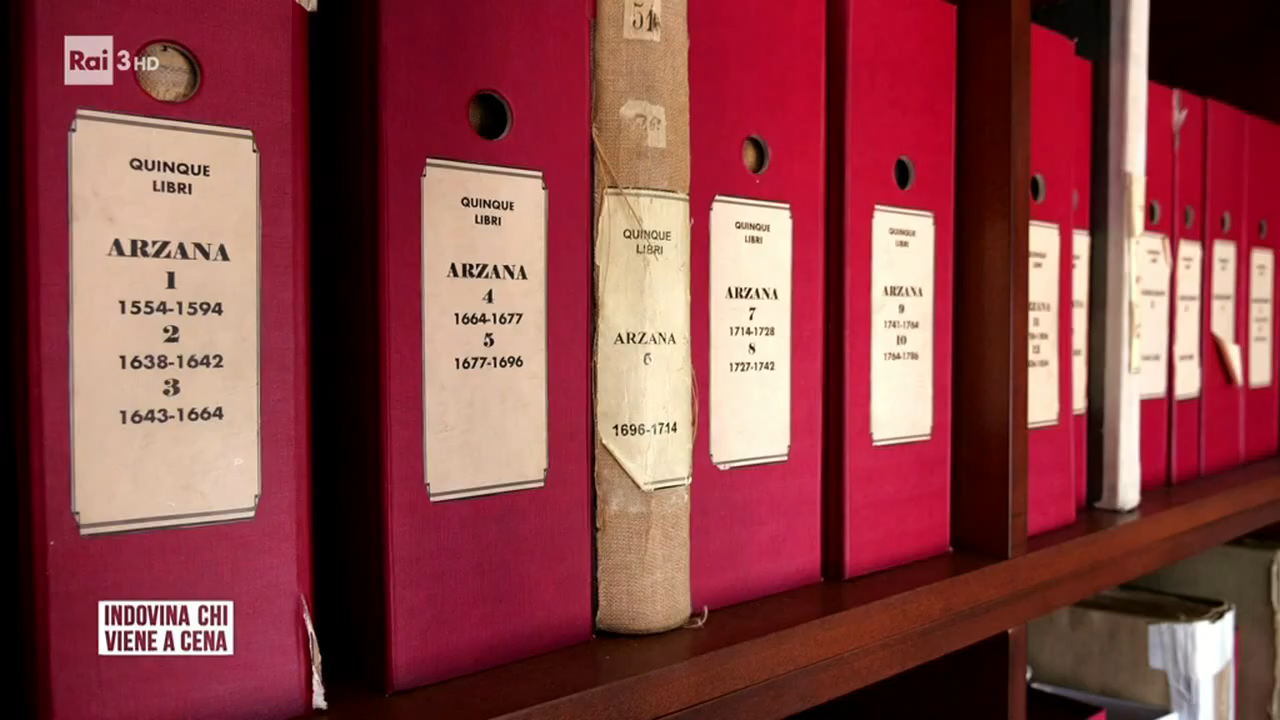 Rai 3HD
QUINQUE
LIBRI
ARZANA
1
1554-1594
2
1638-1642
3
1643-1664
QUINQUE
LIBRI
ARZANA
4
1664-1677
5
1677-1696
51
QUINQUE
LIBRI
ARZANA
6
1696-1714
QUINQUE
LIBRI
ARZANA
7
1714-1728
8
1727-1742
QUINQUE
LIBRI
ARZANA
9
1741-1764
10
1764-1786
INDOVINA CHI
VIENE A CENA